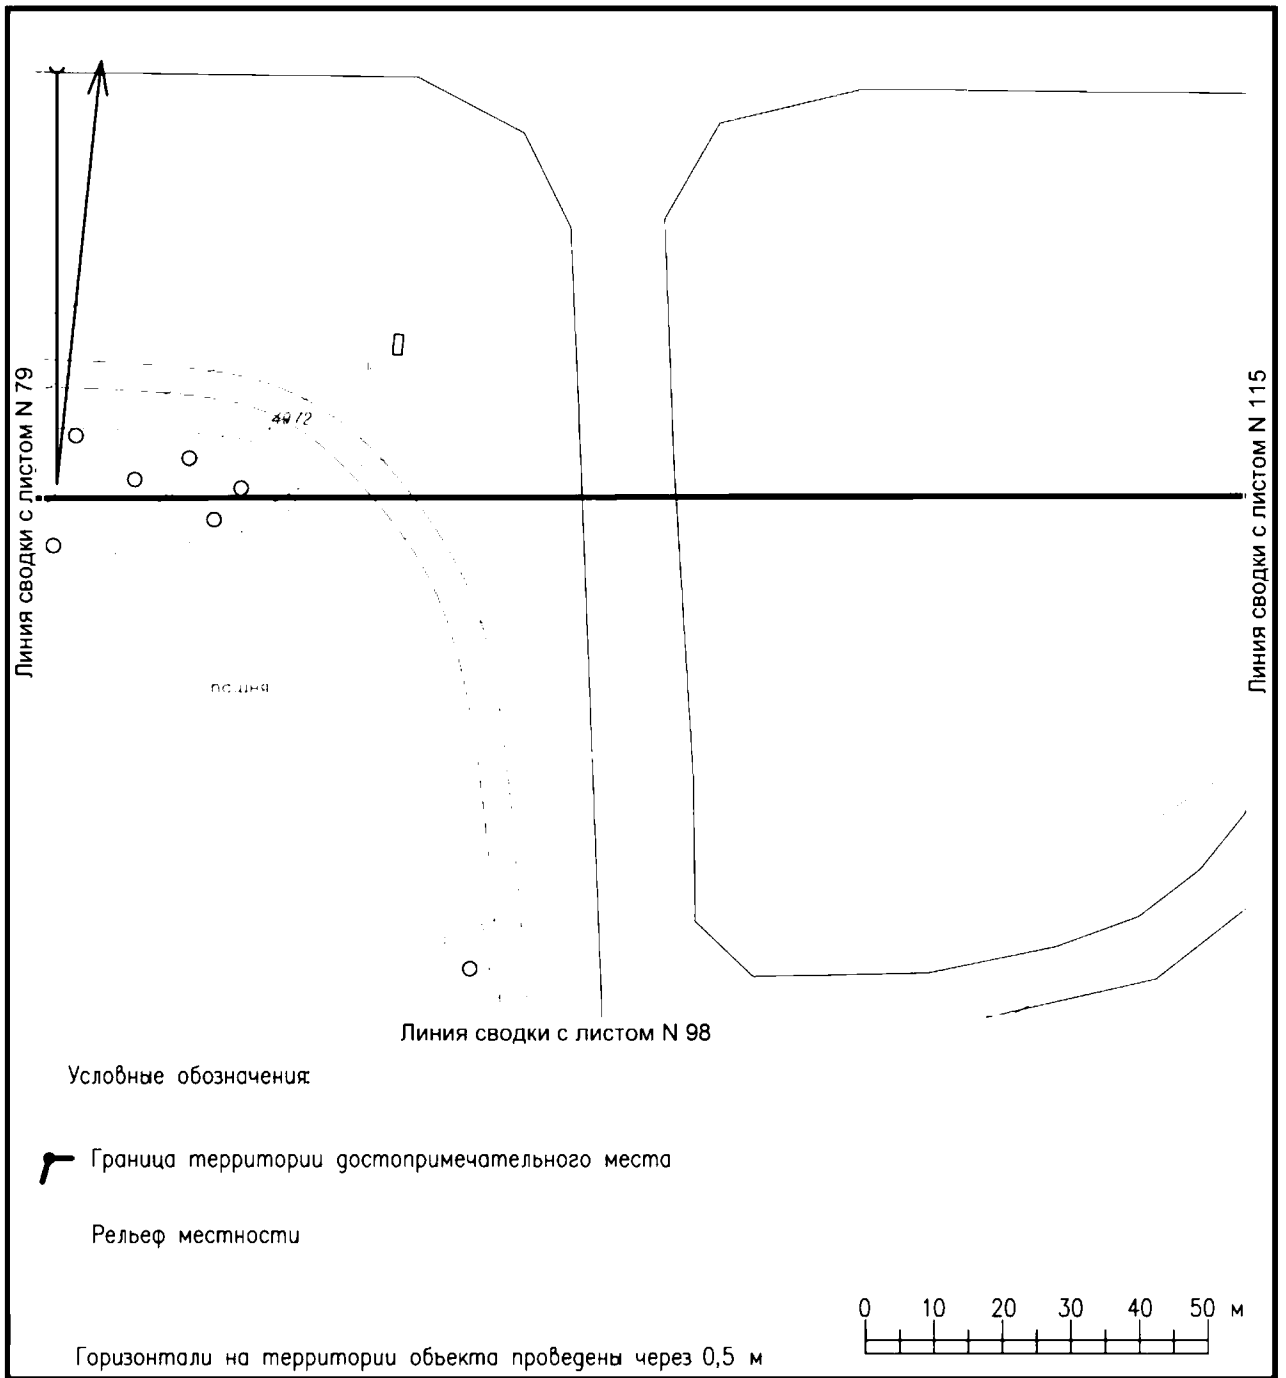 Линия сводки с листом N 79
Линия сводки с листом N 115
Линия сводки с листом N 98
Условные обозначения:
Граница территории достопримечательного места
Рельеф местности
0 10 20 30 40 50 м
Горизонтали на территории объекта проведены через 0,5 м